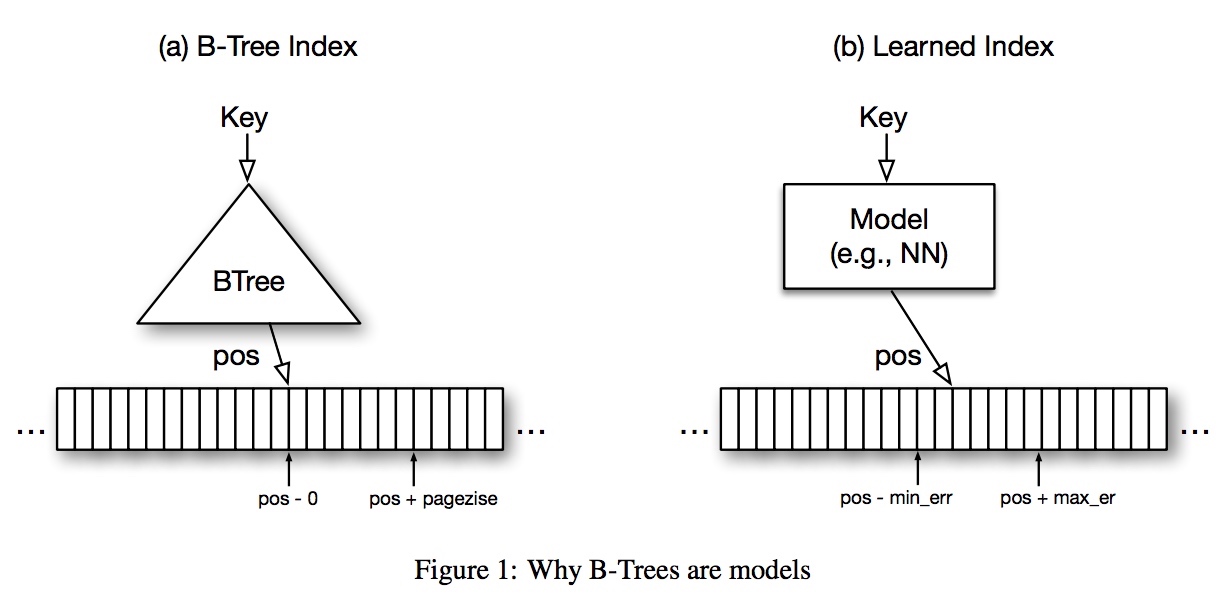 (a) B-Tree Index
Key
BTree
pos
... ...
pos - 0
pos + pagezise
(b) Learned Index
Key
Model
(e.g., NN)
pos
... ...
pos - min_err
pos + max_er
Figure 1: Why B-Trees are models